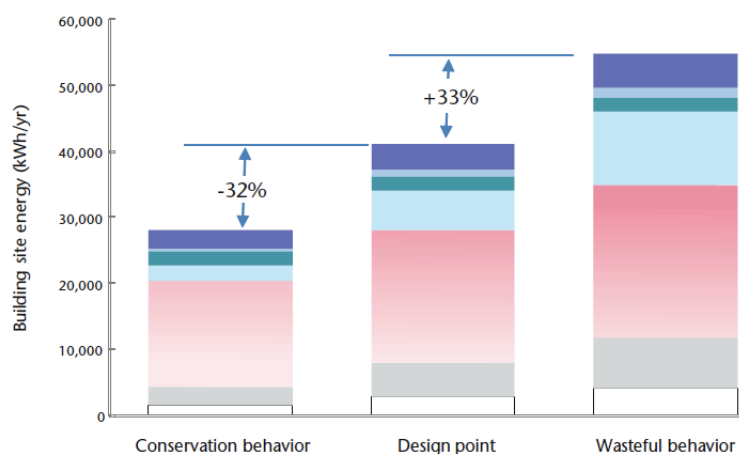 60,000
50,000
40,000
30,000
20,000
10,000
0
Building site energy (kWh/yr)
-32%
+33%
Conservation behavior
Design point
Wasteful behavior